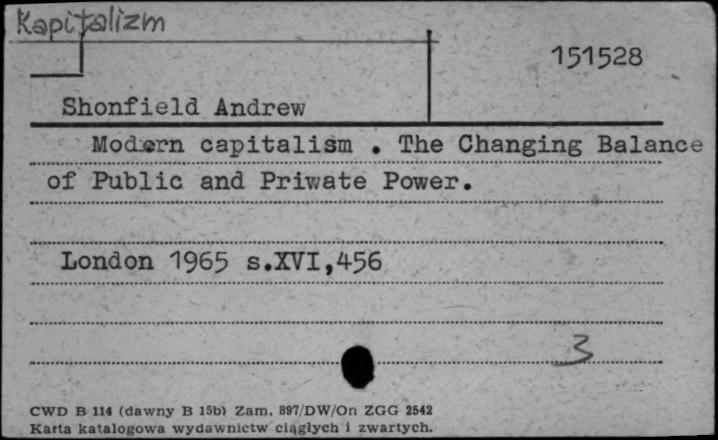 Kapitalizm
151528
Shonfield Andrew
Modern capitalism . The Changing Balance
of Public and Priwate Power.
London 1965 s.XVI,456
3
CWD B 114 (dawny B 15b) Zam. 897/DW/On ZGG 2542
Karta katalogowa wydawnictw ciągłych i zwartych.